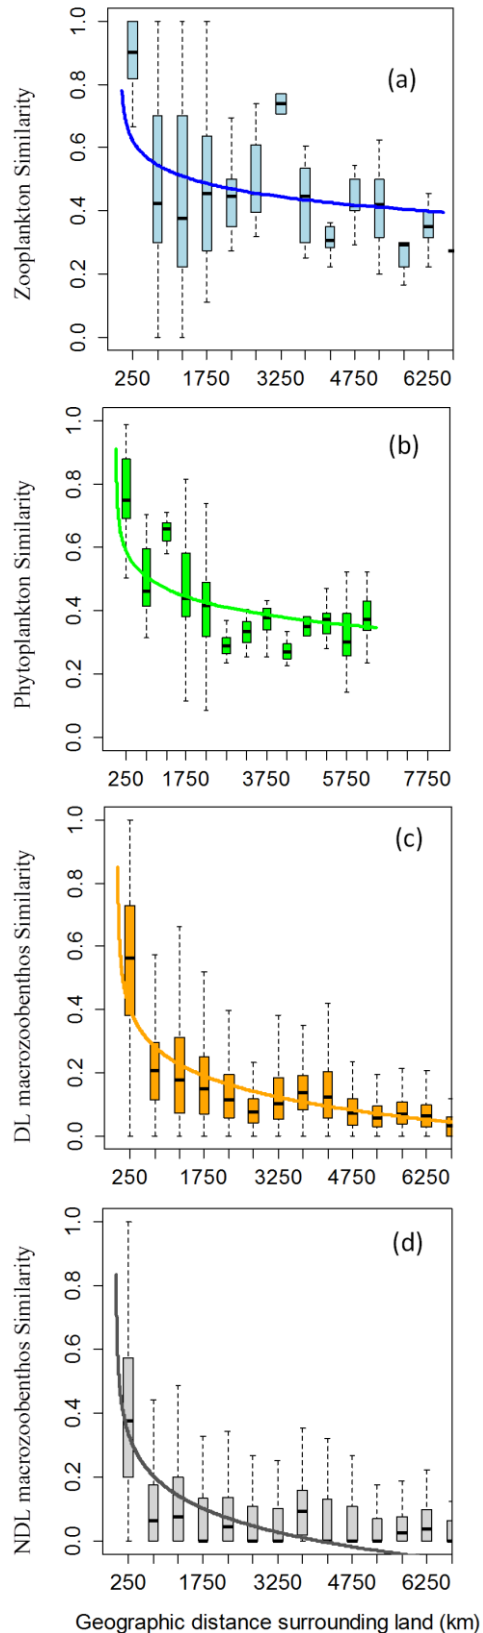 (a)
Zooplankton Similarity
1.0
0.8
0.6
0.4
0.2
0.0
250 1750 3250 4750 6250
(b)
Phytoplankton Similarity
1.0
0.8
0.6
0.4
0.2
0.0
250 1750 3750 5750 7750
(c)
DL macrozoobenthos Similarity
1.0
0.8
0.6
0.4
0.2
0.0
250 1750 3250 4750 6250
(d)
NDL macrozoobenthos Similarity
1.0
0.8
0.6
0.4
0.2
0.0
250 1750 3250 4750 6250
Geographic distance surrounding land (km)